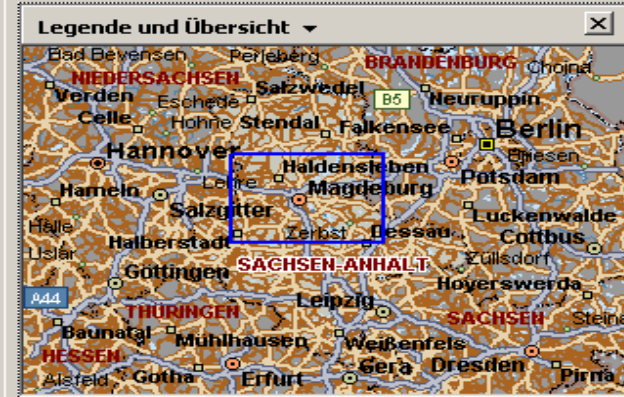 Legende und Übersicht
Bad Bevensen
Perleberg
BRANDENBURG
Chojna
NIEDERSACHSEN
Verden
Eschede
Salzwedel
B5
Neuruppin
Celle
Hohne
Stendal
Falkensee
Berlin
Hannover
Haldensleben
Briesen
Hameln
Lehre
Magdeburg
Potsdam
Salzgitter
Luckenwalde
Halle
Halberstadt
Zerbst
Dessau
Cottbus
Uslar
Göttingen
SACHSEN-ANHALT
Züllsdorf
Hoyerswerda
A44
THÜRINGEN
Leipzig
SACHSEN
Steina
Baunatal
Mühlhausen
Weißenfels
HESSEN
Alsfeld
Gotha
Erfurt
Gera
Dresden
Pirna